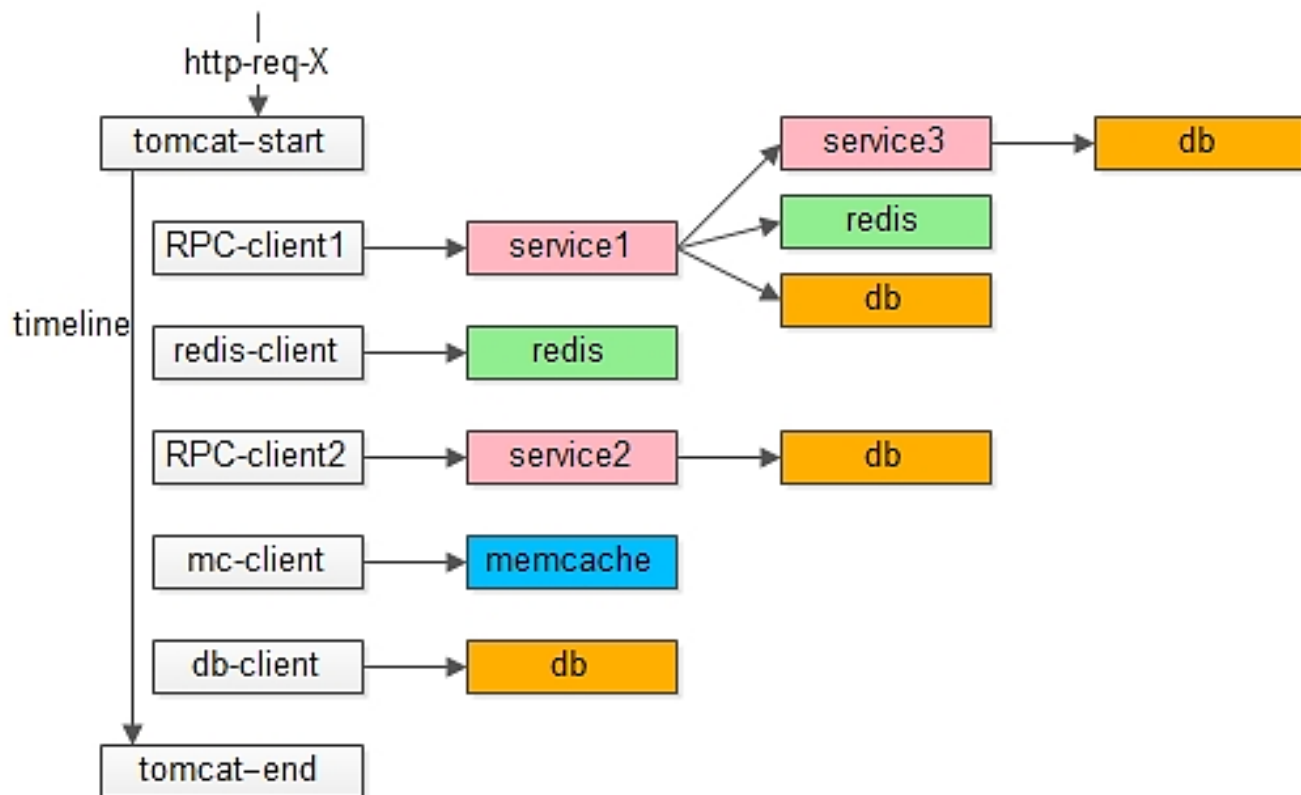 http-req-X
tomcat–start
service3
db
redis
RPC-client1
service1
db
timeline
redis-client
redis
RPC-client2
service2
db
mc-client
memcache
db-client
db
tomcat–end